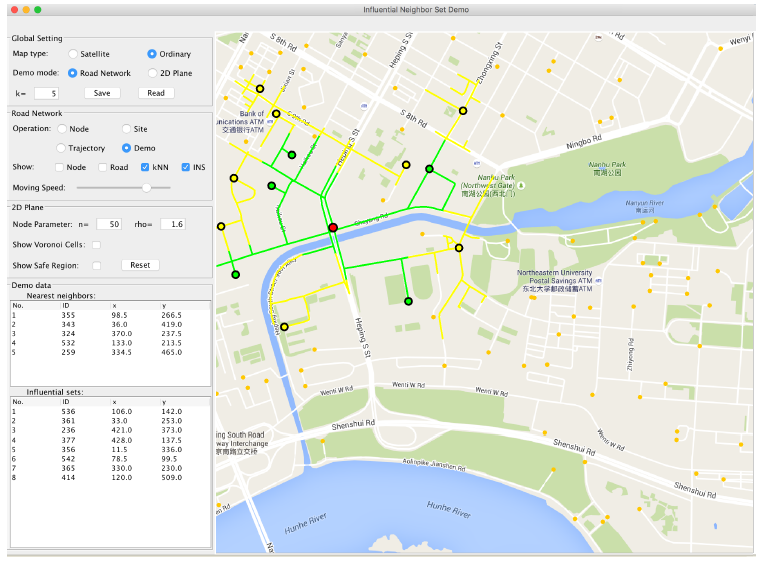 Influential Neighbor Set Demo
Global Setting
Map type: Satellite Ordinary
Demo mode: Road Network 2D Plane
k= 5 Save Read
Road Network
Operation: Node Site
Trajectory Demo
Show: Node Road kNN INS
Moving Speed:
2D Plane
Node Parameter: n= 50 rho= 1.6
Show Voronoi Cells:
Show Safe Region: Reset
Demo data
Nearest neighbors:
No. ID x y
355 98.5 266.5
2 343 36.0 419.0
3 324 370.0 237.5
4 532 133.0 213.5
5 259 334.5 465.0
Influential sets:
No. ID x y
1 536 106.0 142.0
2 361 33.0 253.0
3 236 421.0 373.0
4 377 428.0 137.5
5 356 11.5 336.0
6 542 78.5 99.5
7 365 330.0 230.0
8 414 120.0 509.0
S 8th Rd
Heping S St
Zhongxing St
Wenyi
Bank of
unications ATM
交通银行ATM
S 8th Rd
Heping S St
Ningbo Rd
Nanhu Park
(Northwest Gate)
南湖公园(西北门)
Nanhu Park
南湖公园
Nanyun River
南运河
Northeastern University
Postal Savings ATM
东北大学邮政储蓄ATM
Heping S St
Wenti W Rd
Wenti W Rd
Wenti W Rd
Wenti W Rd
ing South Road
way Interchange
京南路立交桥
Shenshui Rd
Shenshui Rd
Shenshui Rd
Aolinpike Jianshen Rd
Hunhe River
Hunhe River